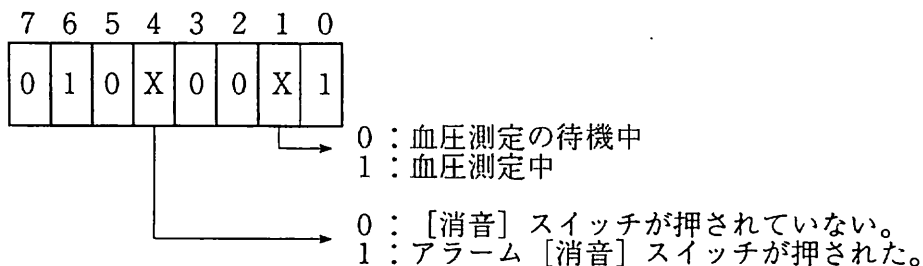 7 6 5 4 3 2 1 0
0 1 0 X 0 0 X 1
0：血圧測定の待機中
1：血圧測定中
0：［消音］スイッチが押されていない。
1：アラーム［消音］スイッチが押された。